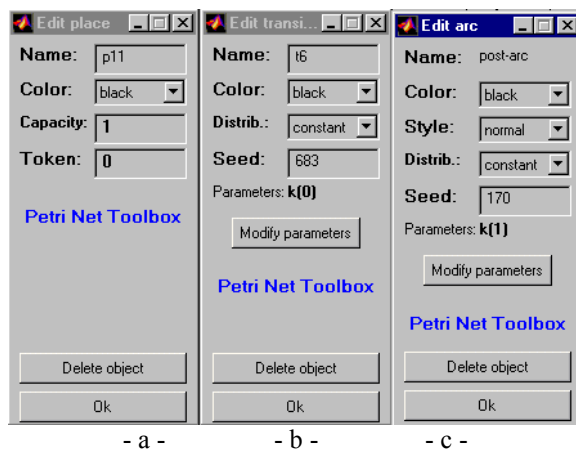 Edit place
Name: p11
Color: black
Capacity: 1
Token: 0
Petri Net Toolbox
Delete object
Ok
- a -
Edit transi...
Name: t6
Color: black
Distrib.: constant
Seed: 683
Parameters: k(0)
Modify parameters
Petri Net Toolbox
Delete object
Ok
- b -
Edit arc
Name: post-arc
Color: black
Style: normal
Distrib.: constant
Seed: 170
Parameters: k(1)
Modify parameters
Petri Net Toolbox
Delete object
Ok
- c -